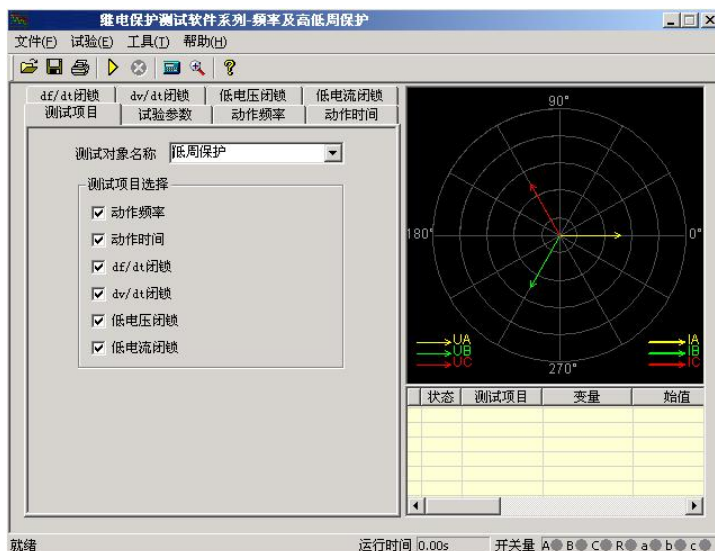 继电保护测试软件系列-频率及高低周保护
文件(F) 试验(E) 工具(T) 帮助(H)
df/dt闭锁 dv/dt闭锁 低电压闭锁 低电流闭锁
测试项目 试验参数 动作频率 动作时间
测试对象名称 低周保护
测试项目选择
动作频率
动作时间
df/dt闭锁
dv/dt闭锁
低电压闭锁
低电流闭锁
90°
180° 0°
270°
UA IA
UB IB
UC IC
状态 测试项目 变量 始值
就绪 运行时间 0.00s 开关量 A B C R a b c